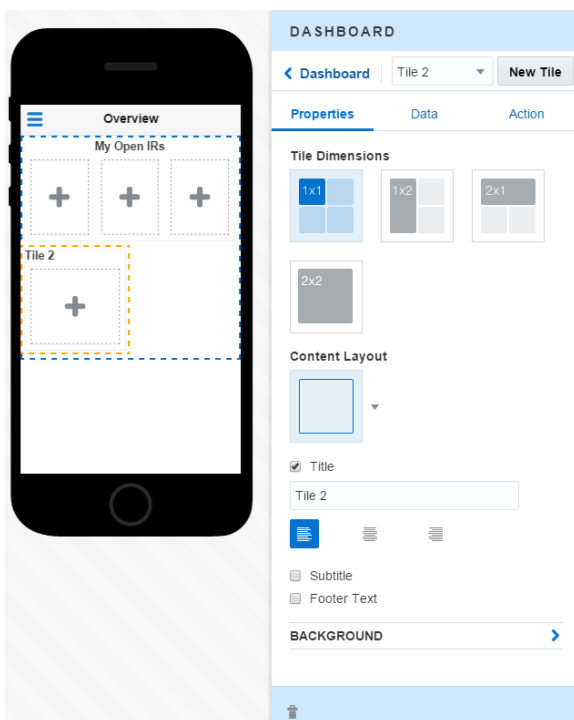 Overview
My Open IRs
Tile 2
DASHBOARD
Dashboard
Tile 2
New Tile
Properties
Data
Action
Tile Dimensions
1x1
1x2
2x1
2x2
Content Layout
Title
Tile 2
Subtitle
Footer Text
BACKGROUND